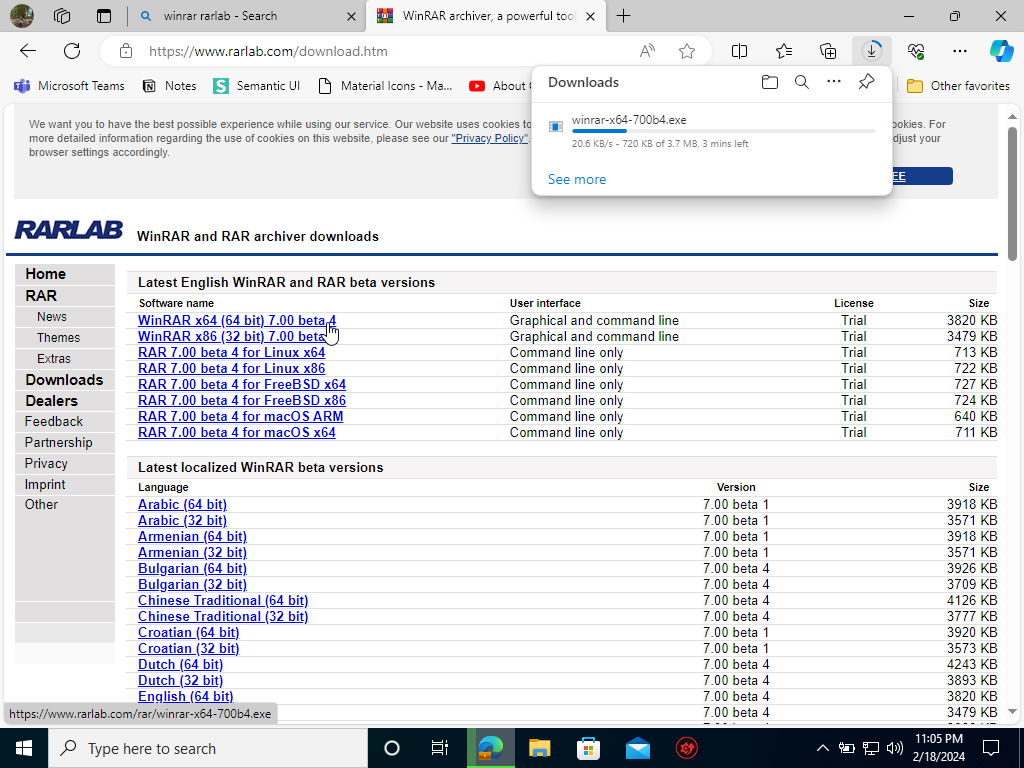 winrar rarlab - Search
WinRAR archiver, a powerful tool
https://www.rarlab.com/download.htm
Microsoft Teams
Notes
Semantic UI
Material Icons - Ma...
About
Other favorites
Downloads
winrar-x64-700b4.exe
20.6 KB/s - 720 KB of 3.7 MB, 3 mins left
See more
We want you to have the best possible experience while using our service. Our website uses cookies to
more detailed information regarding the use of cookies on this website, please see our "Privacy Policy".
browser settings accordingly.
For
adjust your
RARLAB
WinRAR and RAR archiver downloads
Home
RAR
News
Themes
Extras
Downloads
Dealers
Feedback
Partnership
Privacy
Imprint
Other
Latest English WinRAR and RAR beta versions
Software name User interface License Size
WinRAR x64 (64 bit) 7.00 beta 4 Graphical and command line Trial 3820 KB
WinRAR x86 (32 bit) 7.00 beta Graphical and command line Trial 3479 KB
RAR 7.00 beta 4 for Linux x64 Command line only Trial 713 KB
RAR 7.00 beta 4 for Linux x86 Command line only Trial 722 KB
RAR 7.00 beta 4 for FreeBSD x64 Command line only Trial 727 KB
RAR 7.00 beta 4 for FreeBSD x86 Command line only Trial 724 KB
RAR 7.00 beta 4 for macOS ARM Command line only Trial 640 KB
RAR 7.00 beta 4 for macOS x64 Command line only Trial 711 KB
Latest localized WinRAR beta versions
Language Version Size
Arabic (64 bit) 7.00 beta 1 3918 KB
Arabic (32 bit) 7.00 beta 1 3571 KB
Armenian (64 bit) 7.00 beta 1 3918 KB
Armenian (32 bit) 7.00 beta 1 3571 KB
Bulgarian (64 bit) 7.00 beta 4 3926 KB
Bulgarian (32 bit) 7.00 beta 4 3709 KB
Chinese Traditional (64 bit) 7.00 beta 4 4126 KB
Chinese Traditional (32 bit) 7.00 beta 4 3777 KB
Croatian (64 bit) 7.00 beta 1 3920 KB
Croatian (32 bit) 7.00 beta 1 3573 KB
Dutch (64 bit) 7.00 beta 4 4243 KB
Dutch (32 bit) 7.00 beta 4 3893 KB
English (64 bit) 7.00 beta 4 3820 KB
7.00 beta 4 3479 KB
https://www.rarlab.com/rar/winrar-x64-700b4.exe
Type here to search
11:05 PM
2/18/2024